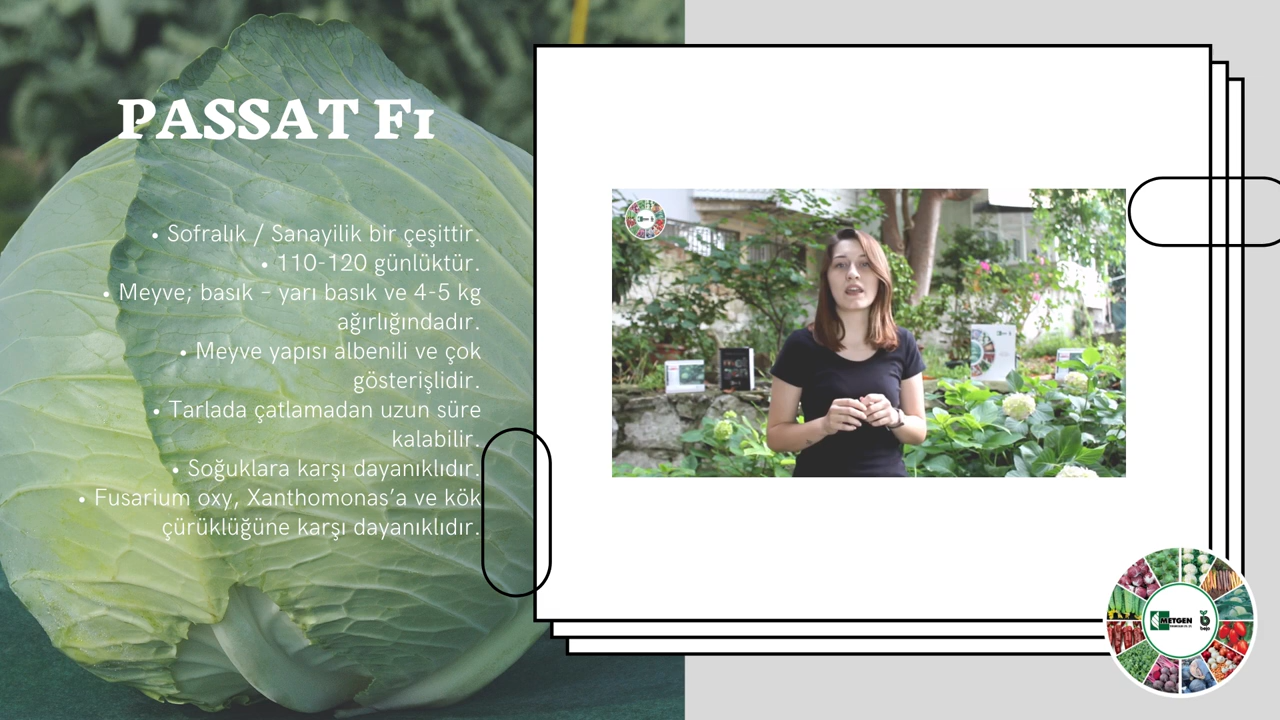 PASSAT F1
• Sofralık / Sanayilik bir çeşittir.
• 110-120 günlüktür.
• Meyve; basık – yarı basık ve 4-5 kg
ağırlığındadır.
• Meyve yapısı albenili ve çok
gösterişlidir.
• Tarlada çatlamadan uzun süre
kalabilir.
• Soğuklara karşı dayanıklıdır.
• Fusarium oxy, Xanthomonas’a ve kök
çürüklüğüne karşı dayanıklıdır.
METGEN
bejo